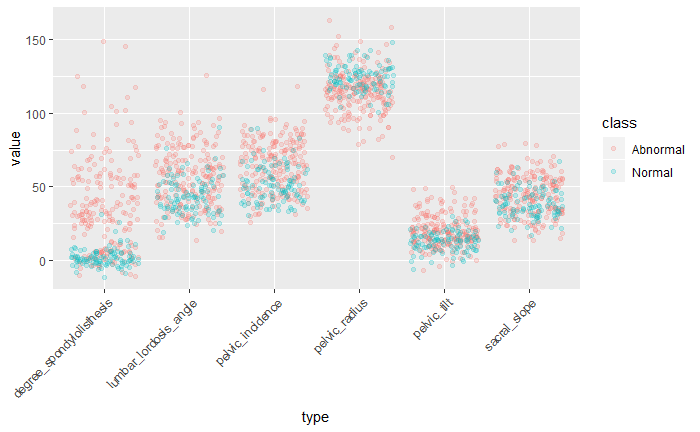 150
100
50
0
value
degree_spondylolisthesis
lumbar_lordosis_angle
pelvic_incidence
pelvic_radius
pelvic_tilt
sacral_slope
type
class
Abnormal
Normal